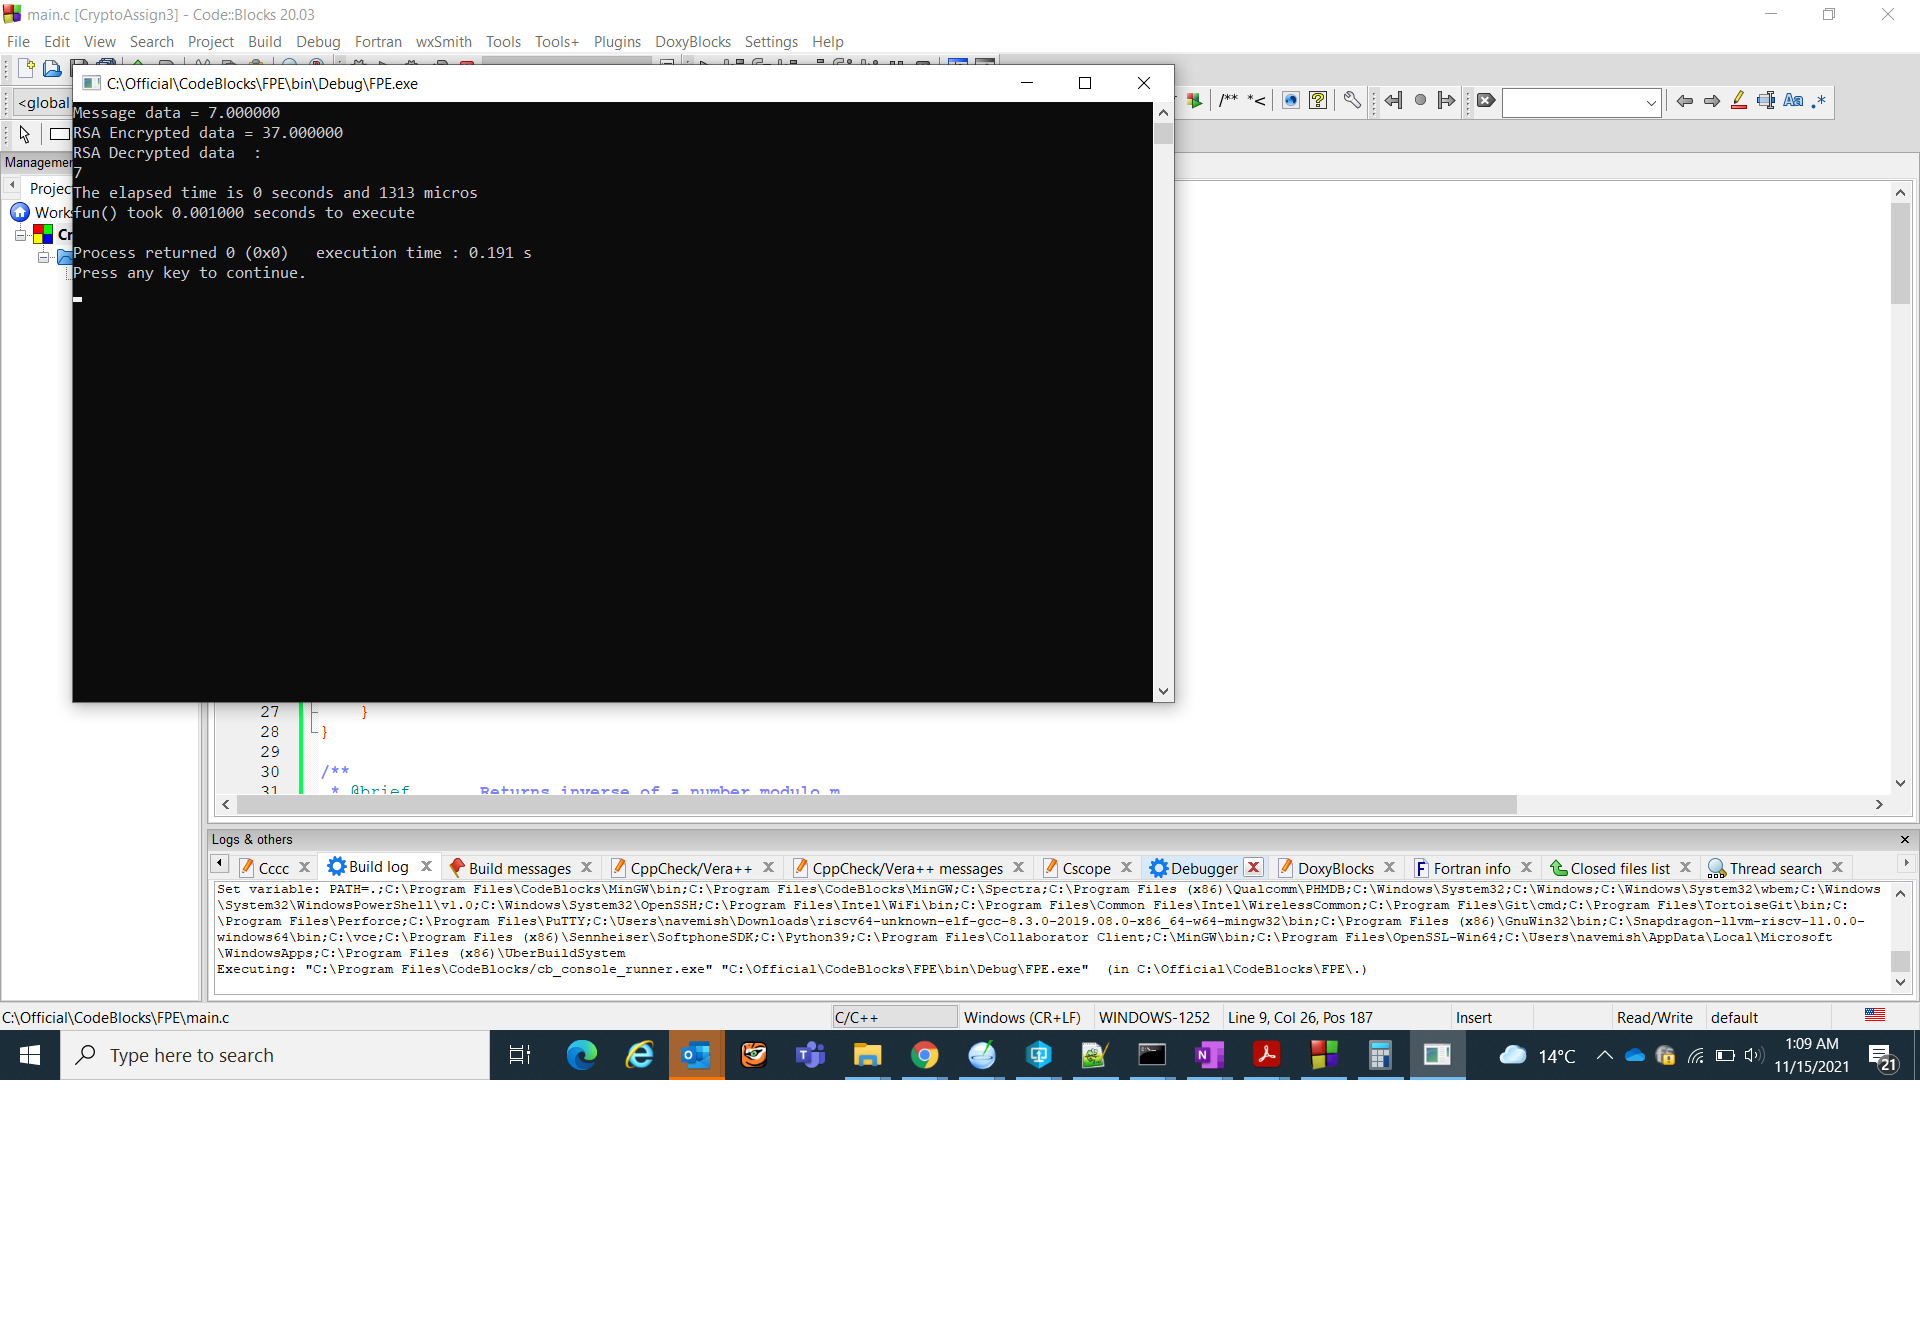 main.c [CryptoAssign3] - Code::Blocks 20.03
File Edit View Search Project Build Debug Fortran wxSmith Tools Tools+ Plugins DoxyBlocks Settings Help
C:\Official\CodeBlocks\FPE\bin\Debug\FPE.exe
<global
/** *<
Aa .*
Message data = 7.000000
RSA Encrypted data = 37.000000
RSA Decrypted data  :
7
The elapsed time is 0 seconds and 1313 micros
fun() took 0.001000 seconds to execute
Process returned 0 (0x0)   execution time : 0.191 s
Press any key to continue.
27 }
28 }
29
30 /**
31 * @brief Returns inverse of a number modulo m
Logs & others
Cccc Build log Build messages CppCheck/Vera++ CppCheck/Vera++ messages Cscope Debugger DoxyBlocks Fortran info Closed files list Thread search
Set variable: PATH=.;C:\Program Files\CodeBlocks\MinGW\bin;C:\Program Files\CodeBlocks\MinGW;C:\Spectra;C:\Program Files (x86)\Qualcomm\PHMDB;C:\Windows\System32;C:\Windows;C:\Windows\System32\wbem;C:\Windows
\System32\WindowsPowerShell\v1.0;C:\Windows\System32\OpenSSH;C:\Program Files\Intel\WiFi\bin;C:\Program Files\Common Files\Intel\WirelessCommon;C:\Program Files\Git\cmd;C:\Program Files\TortoiseGit\bin;C:
\Program Files\Perforce;C:\Program Files\PuTTY;C:\Users\navemish\Downloads\riscv64-unknown-elf-gcc-8.3.0-2019.08.0-x86_64-w64-mingw32\bin;C:\Program Files (x86)\GnuWin32\bin;C:\Snapdragon-llvm-riscv-11.0.0-
windows64\bin;C:\vce;C:\Program Files (x86)\Sennheiser\SoftphoneSDK;C:\Python39;C:\Program Files\Collaborator Client;C:\MinGW\bin;C:\Program Files\OpenSSL-Win64;C:\Users\navemish\AppData\Local\Microsoft
\WindowsApps;C:\Program Files (x86)\UberBuildSystem
Executing: "C:\Program Files\CodeBlocks/cb_console_runner.exe" "C:\Official\CodeBlocks\FPE\bin\Debug\FPE.exe"  (in C:\Official\CodeBlocks\FPE\.)
C:\Official\CodeBlocks\FPE\main.c C/C++ Windows (CR+LF) WINDOWS-1252 Line 9, Col 26, Pos 187 Insert Read/Write default
Type here to search
14°C
1:09 AM
11/15/2021
21